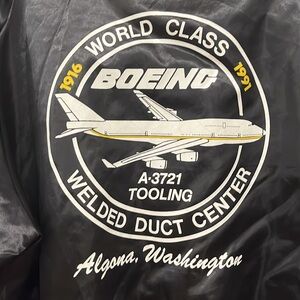 WORLD CLASS
1916 1991
BOEING
A-3721
TOOLING
WELDED DUCT CENTER
Algona, Washington